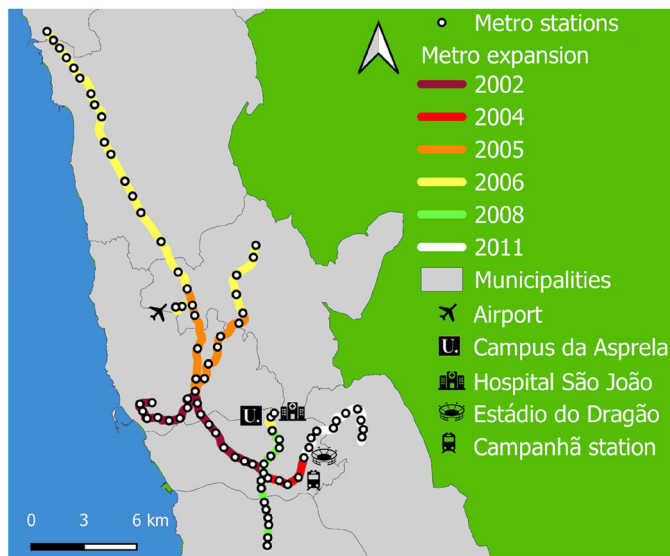 Metro stations
Metro expansion
2002
2004
2005
2006
2008
2011
Municipalities
Airport
U. Campus da Asprela
Hospital São João
Estádio do Dragão
Campanhã station
U.
0 3 6 km